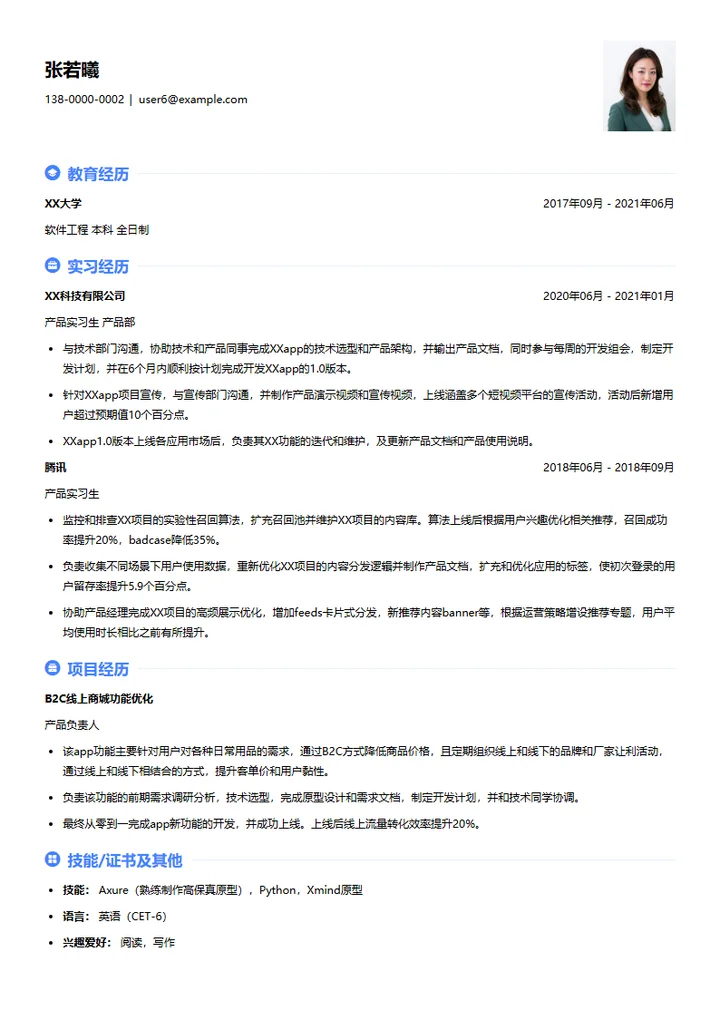 张若曦
138-0000-0002 | user6@example.com
教育经历
XX大学 2017年09月 - 2021年06月
软件工程 本科 全日制
实习经历
XX科技有限公司 2020年06月 - 2021年01月
产品实习生 产品部
• 与技术部门沟通，协助技术和产品同事完成XXapp的技术选型和产品架构，并输出产品文档，同时参与每周的开发组会，制定开
发计划，并在6个月内顺利按计划完成开发XXapp的1.0版本。
• 针对XXapp项目宣传，与宣传部门沟通，并制作产品演示视频和宣传视频，上线涵盖多个短视频平台的宣传活动，活动后新增用
户超过预期值10个百分点。
• XXapp1.0版本上线各应用市场后，负责其XX功能的迭代和维护，及更新产品文档和产品使用说明。
腾讯 2018年06月 - 2018年09月
产品实习生
• 监控和排查XX项目的实验性召回算法，扩充召回池并维护XX项目的内容库。算法上线后根据用户兴趣优化相关推荐，召回成功
率提升20%，badcase降低35%。
• 负责收集不同场景下用户使用数据，重新优化XX项目的内容分发逻辑并制作产品文档，扩充和优化应用的标签，使初次登录的用
户留存率提升5.9个百分点。
• 协助产品经理完成XX项目的高频展示优化，增加feeds卡片式分发，新推荐内容banner等，根据运营策略增设推荐专题，用户平
均使用时长相比之前有所提升。
项目经历
B2C线上商城功能优化
产品负责人
• 该app功能主要针对用户对各种日常用品的需求，通过B2C方式降低商品价格，且定期组织线上和线下的品牌和厂家让利活动，
通过线上和线下相结合的方式，提升客单价和用户黏性。
• 负责该功能的前期需求调研分析，技术选型，完成原型设计和需求文档，制定开发计划，并和技术同学协调。
• 最终从零到一完成app新功能的开发，并成功上线。上线后线上流量转化效率提升20%。
技能/证书及其他
• 技能： Axure（熟练制作高保真原型），Python，Xmind原型
• 语言： 英语（CET-6）
• 兴趣爱好： 阅读，写作